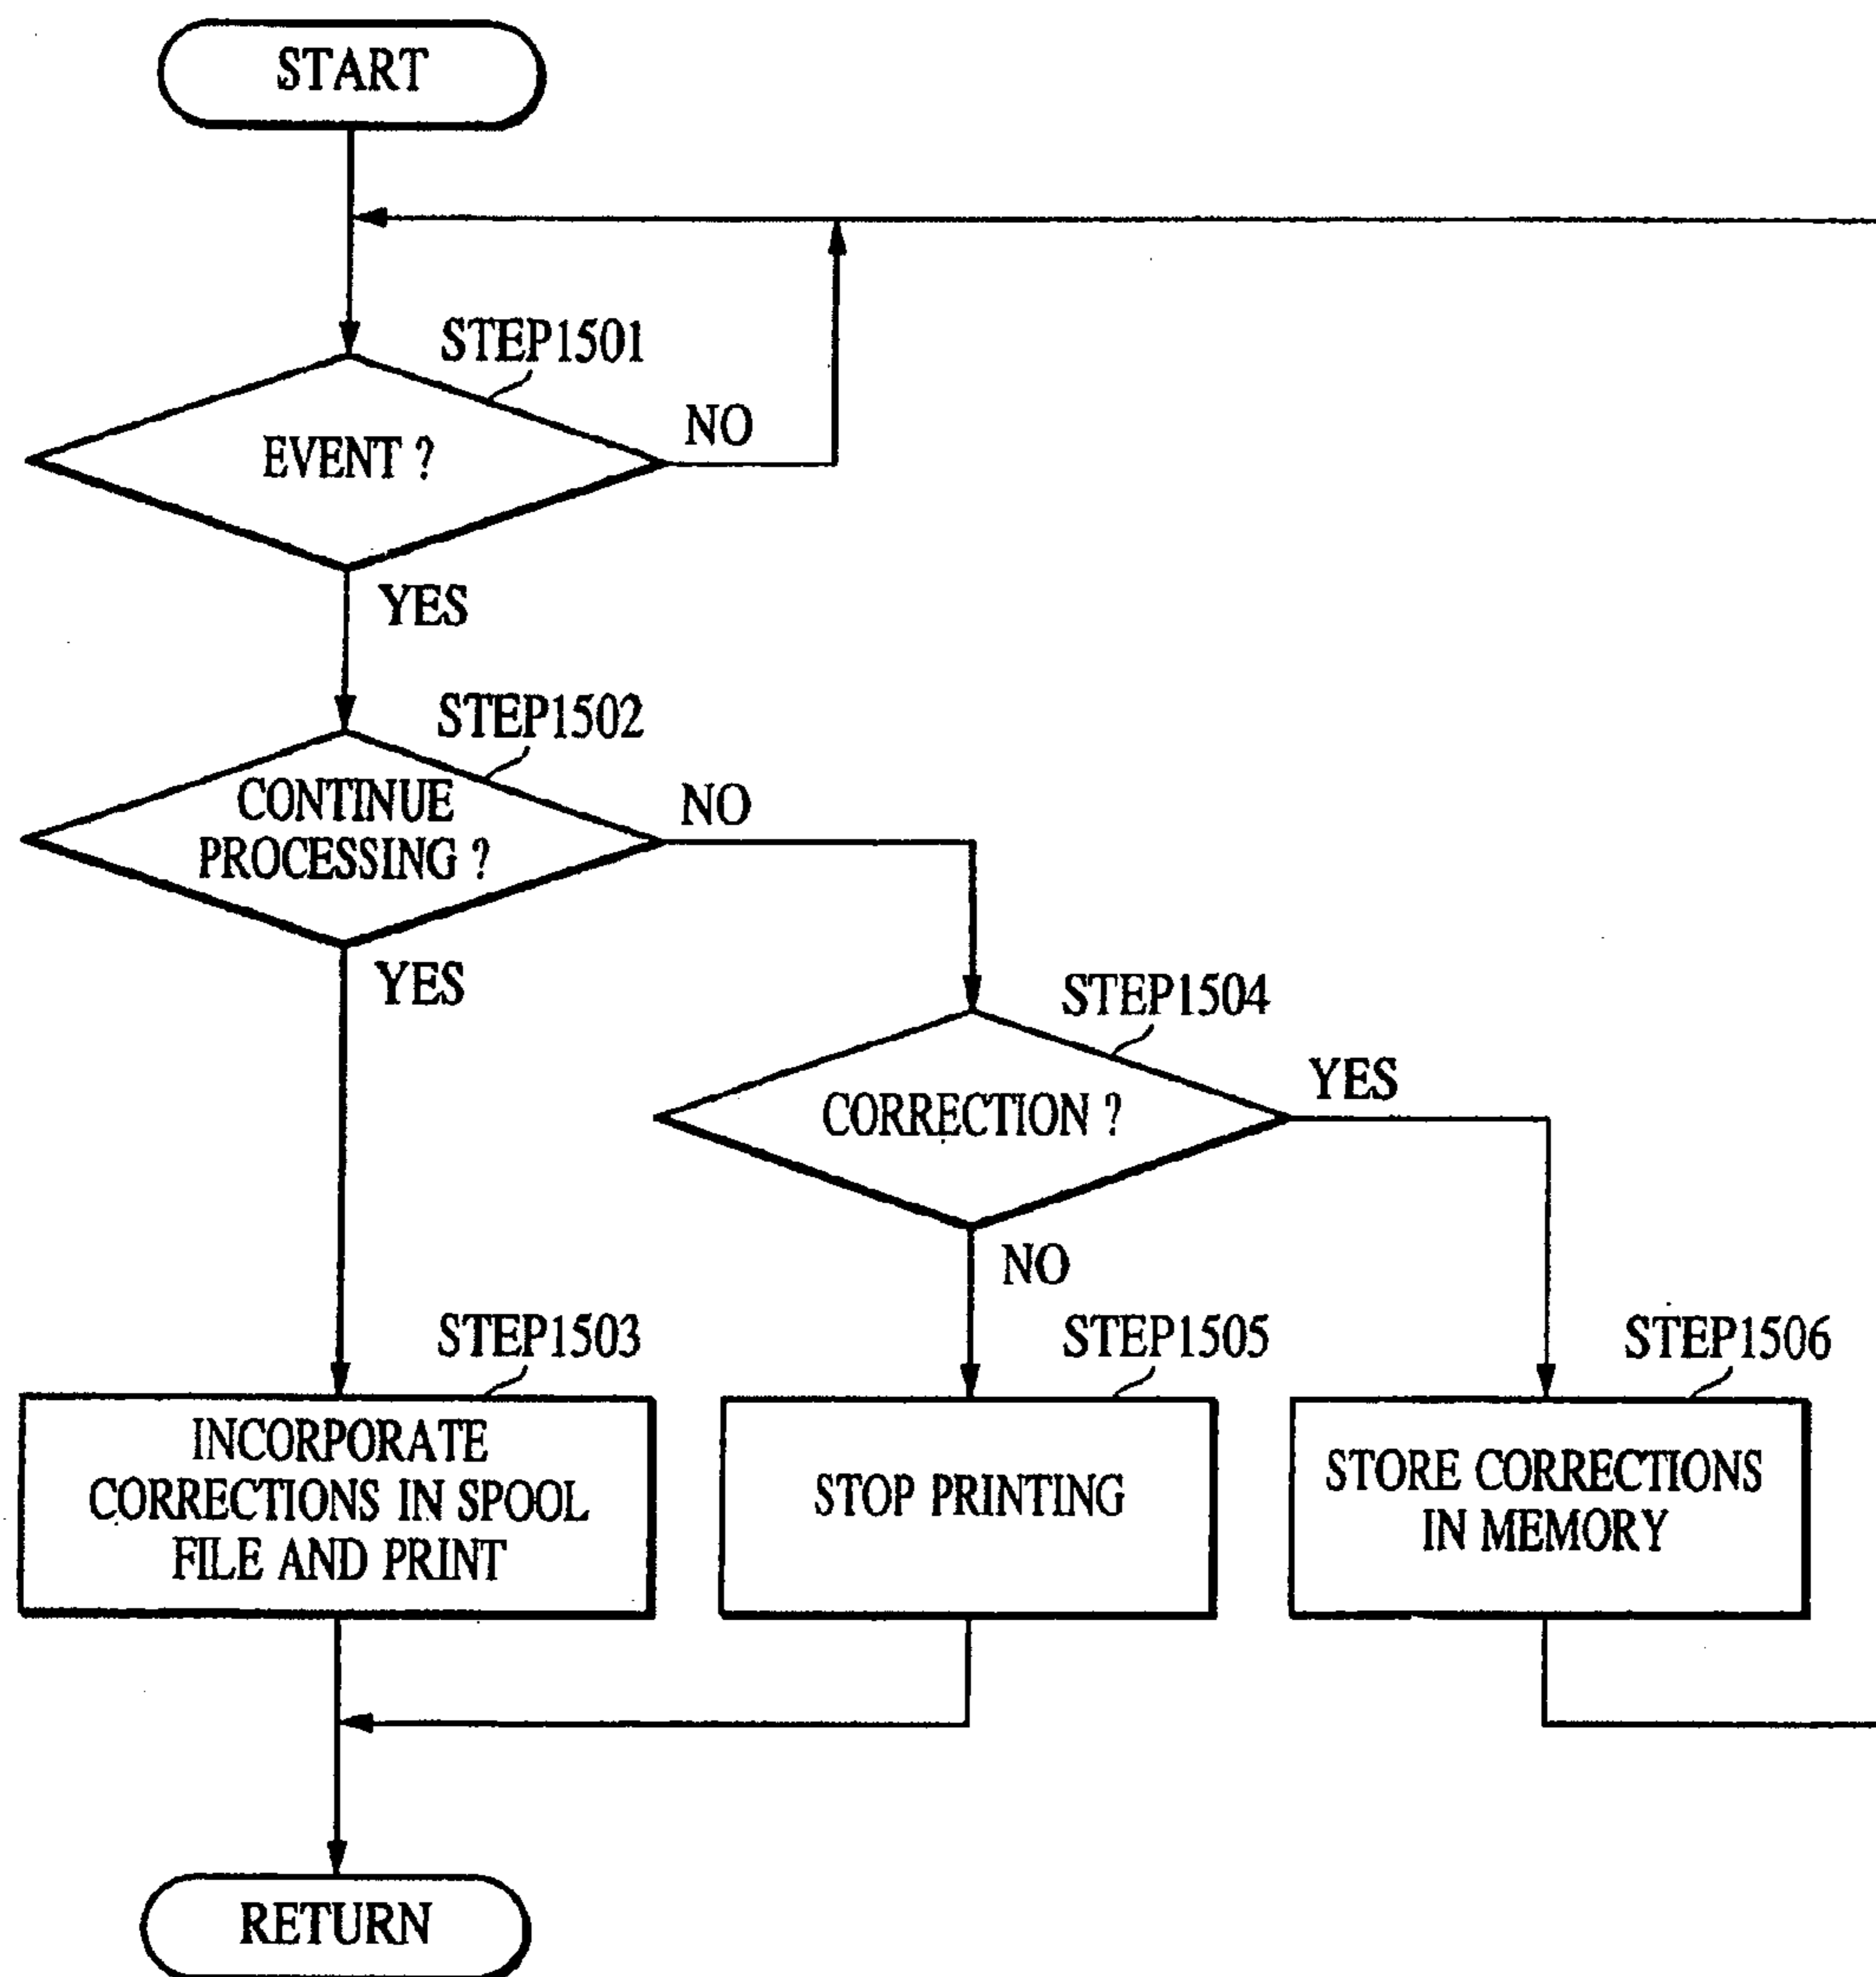 START
STEP1501
EVENT ?
NO
YES
STEP1502
CONTINUE
PROCESSING ?
NO
YES
STEP1504
CORRECTION ?
YES
NO
STEP1503
INCORPORATE
CORRECTIONS IN SPOOL
FILE AND PRINT
STEP1505
STOP PRINTING
STEP1506
STORE CORRECTIONS
IN MEMORY
RETURN